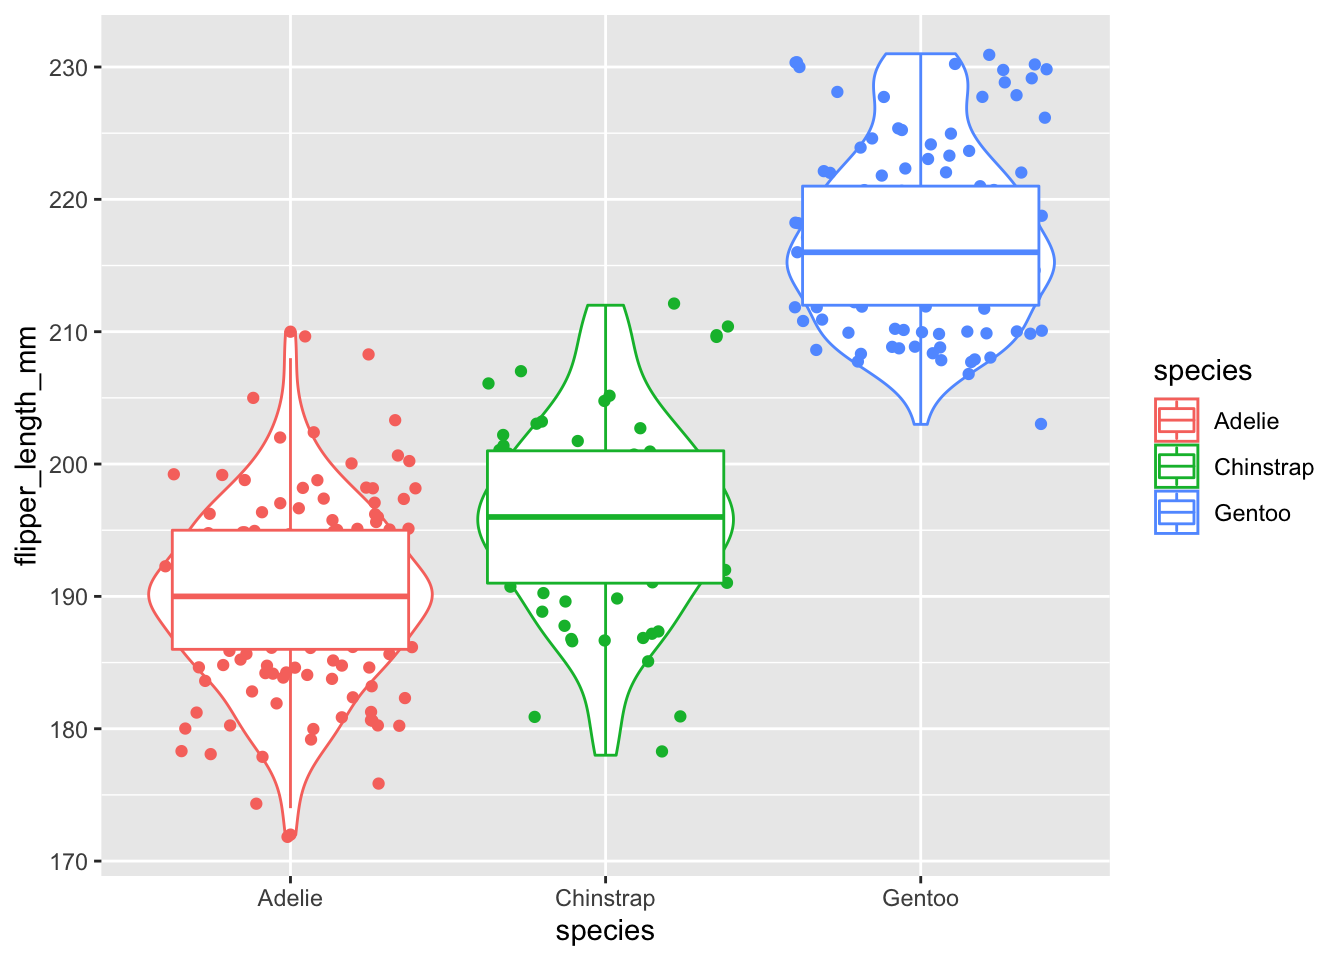 flipper_length_mm
230
220
210
200
190
180
170
Adelie
Chinstrap
Gentoo
species
species
Adelie
Chinstrap
Gentoo